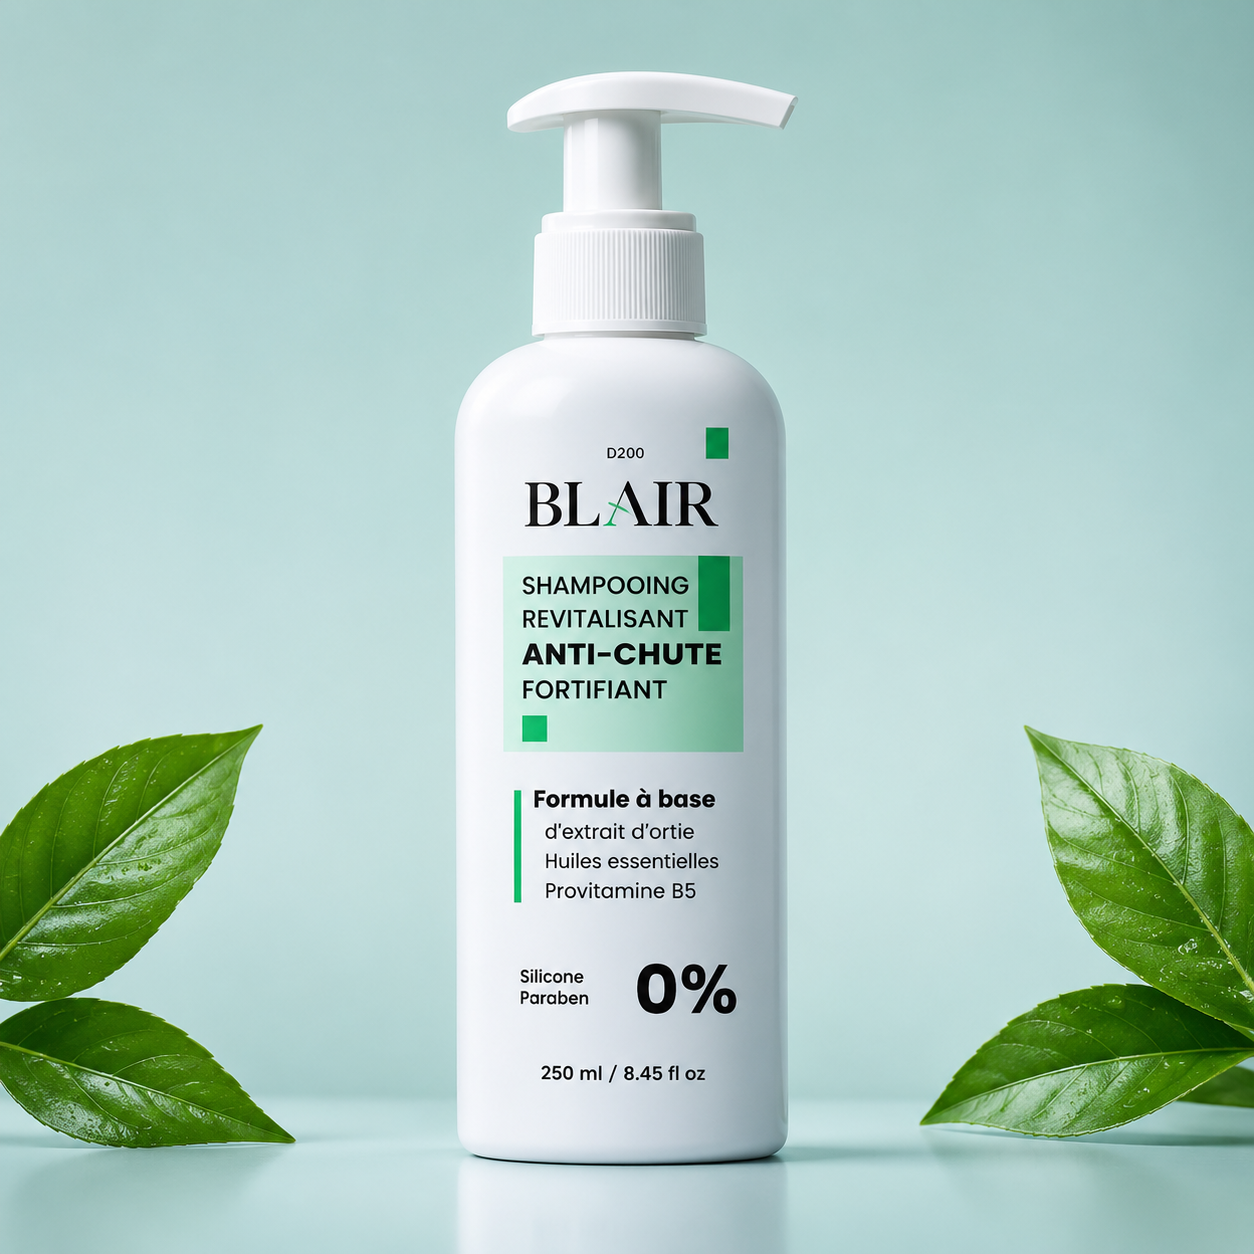 D200
BLAIR
SHAMPOOING
REVITALISANT
ANTI-CHUTE
FORTIFIANT
Formule à base
d'extrait d’ortie
Huiles essentielles
Provitamine B5
Silicone
Paraben
0%
250 ml / 8.45 fl oz